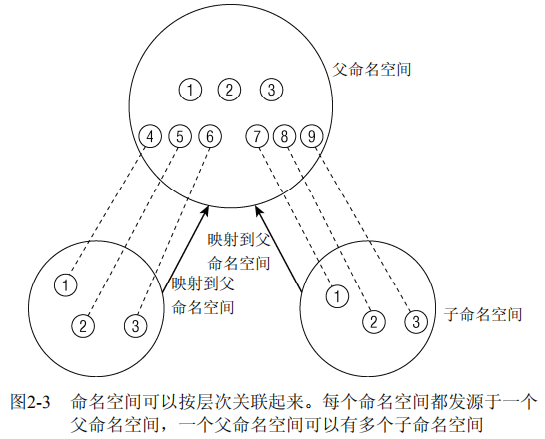 父命名空间
1 2 3
4 5 6 7 8 9
映射到父
命名空间
映射到父
命名空间
1
2 3
1
2 3
子命名空间
图2-3 命名空间可以按层次关联起来。每个命名空间都发源于一个
父命名空间，一个父命名空间可以有多个子命名空间